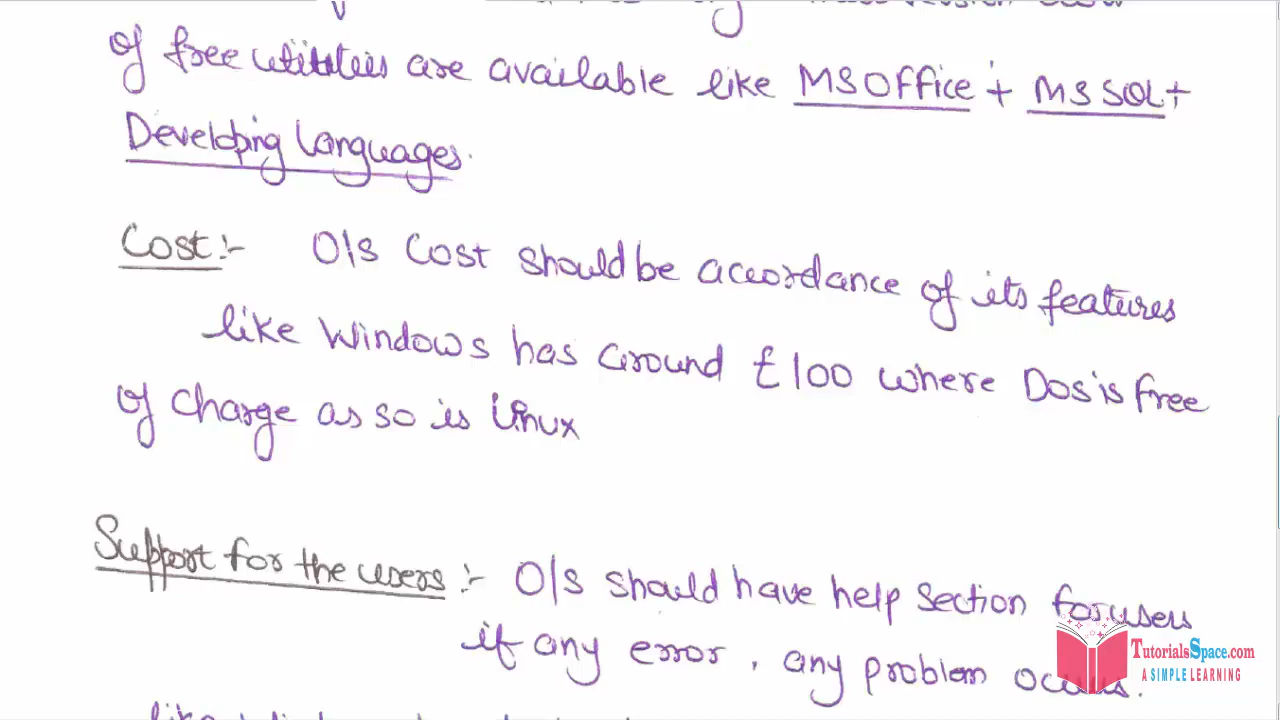 of free utilities are available like MS Office + MS SQL +
Developing Languages.
Cost :- O/s Cost should be accordance of its features
like Windows has around £100 where Dos is free
of charge as so is Linux
Support for the users :- O/s should have help section for users
if any error, any problem occurs.
TutorialsSpace.com
A SIMPLE LEARNING